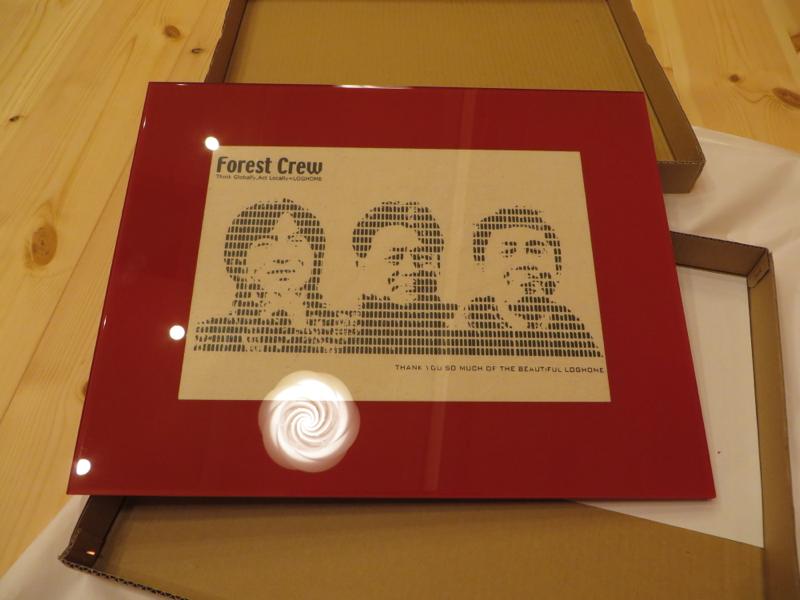 Forest Crew
Think Globally,Act Locally=LOGHOME
THANK YOU SO MUCH OF THE BEAUTIFUL LOGHOME